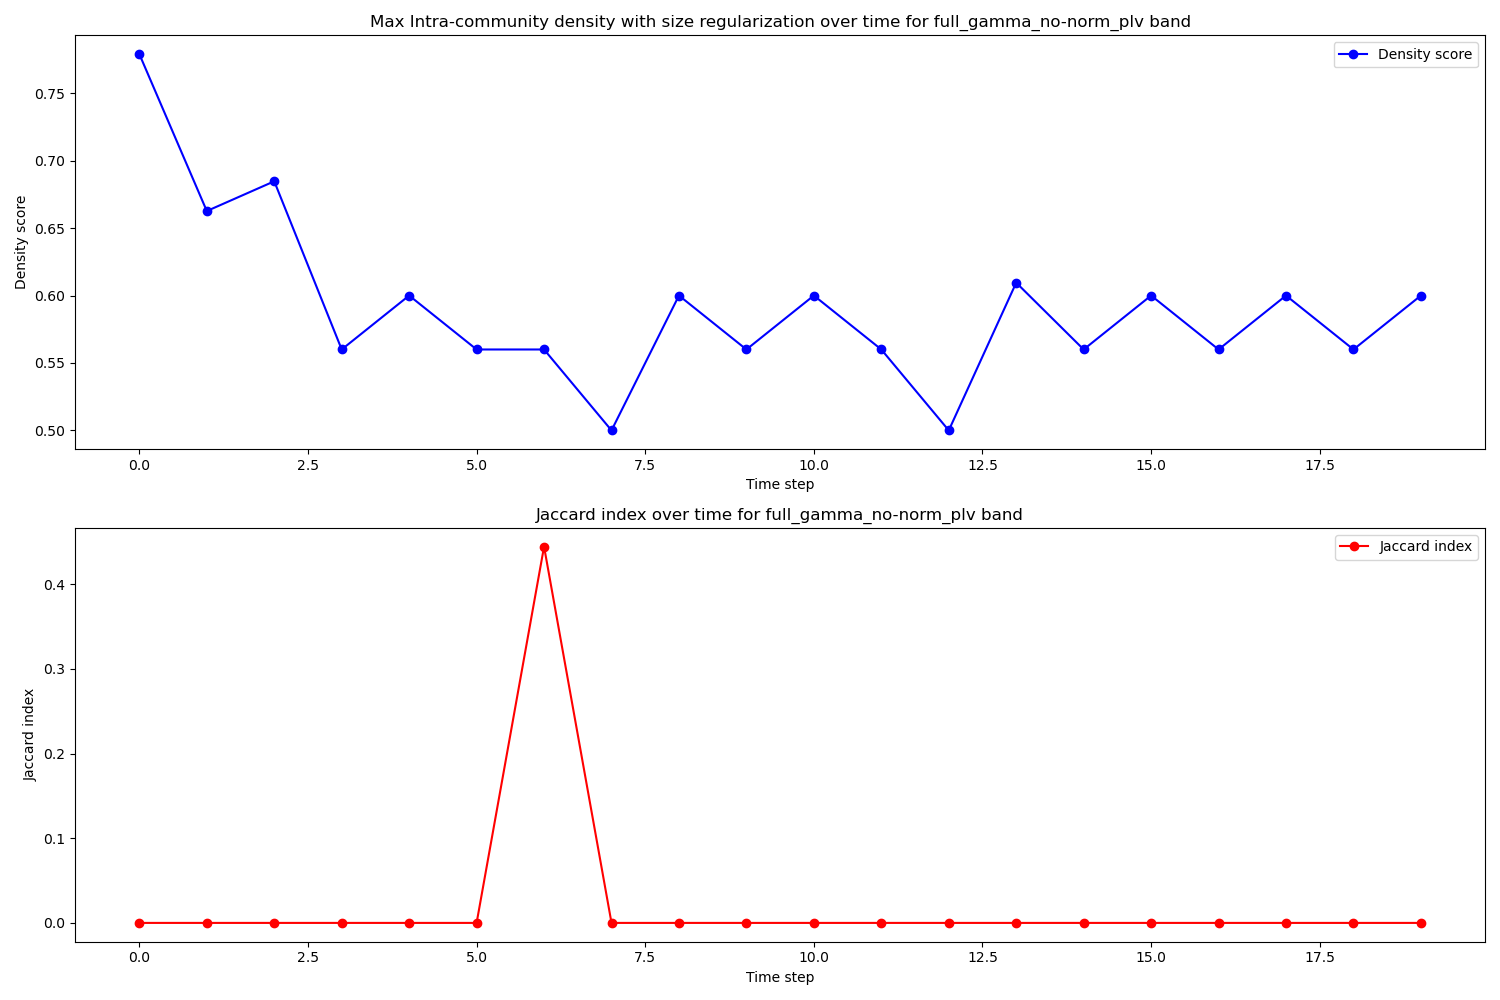 Max Intra-community density with size regularization over time for full_gamma_no-norm_plv band
Density score
0.75
0.70
0.65
0.60
0.55
0.50
Density score
0.0 2.5 5.0 7.5 10.0 12.5 15.0 17.5
Time step
Jaccard index over time for full_gamma_no-norm_plv band
Jaccard index
0.4
0.3
0.2
0.1
0.0
Jaccard index
0.0 2.5 5.0 7.5 10.0 12.5 15.0 17.5
Time step